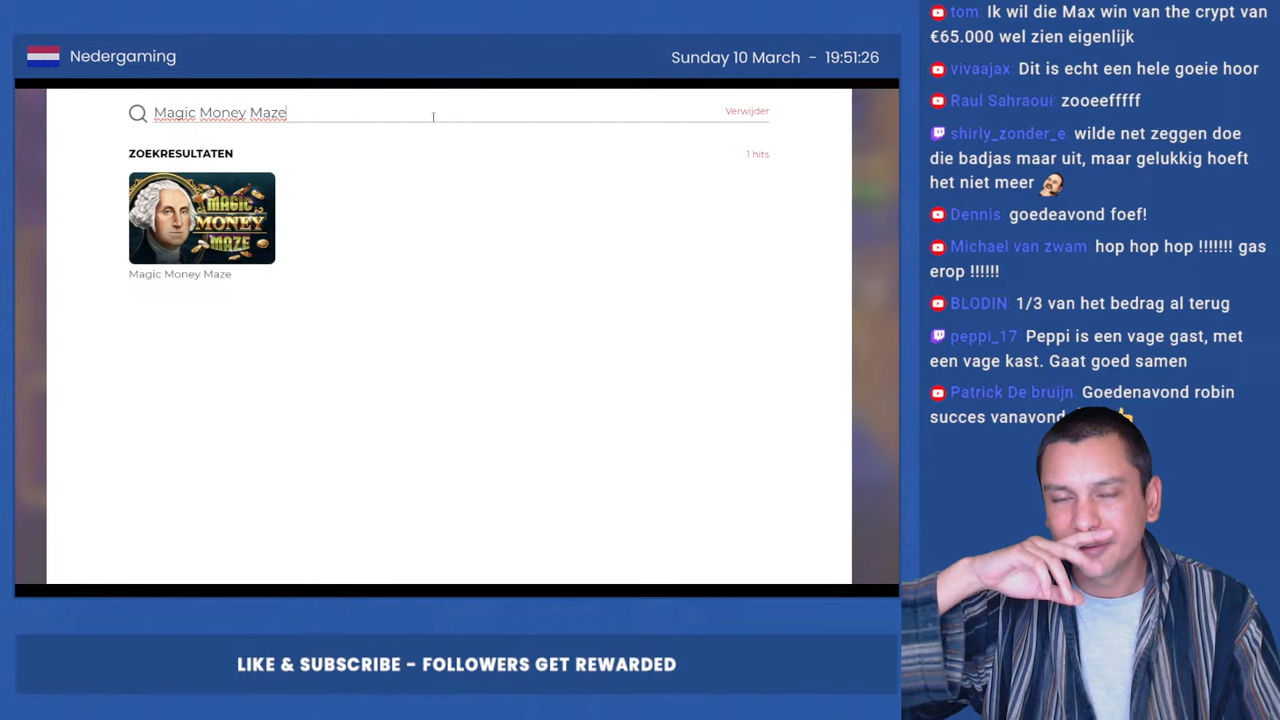 Nedergaming
Sunday 10 March - 19:51:26
Magic Money Maze
Verwijder
ZOEKRESULTATEN
1 hits
MAGIC
MONEY
MAZE
Magic Money Maze
LIKE & SUBSCRIBE - FOLLOWERS GET REWARDED
tom: Ik wil die Max win van the crypt van
€65.000 wel zien eigenlijk
vivaajax: Dit is echt een hele goeie hoor
Raul Sahraoui: zooeefffff
shirly_zonder_e: wilde net zeggen doe
die badjas maar uit, maar gelukkig hoeft
het niet meer
Dennis: goedeavond foef!
Michael van zwam: hop hop hop !!!!!!! gas
erop !!!!!!
BLODIN: 1/3 van het bedrag al terug
peppi_17: Peppi is een vage gast, met
een vage kast. Gaat goed samen
Patrick De bruijn: Goedenavond robin
succes vanavond